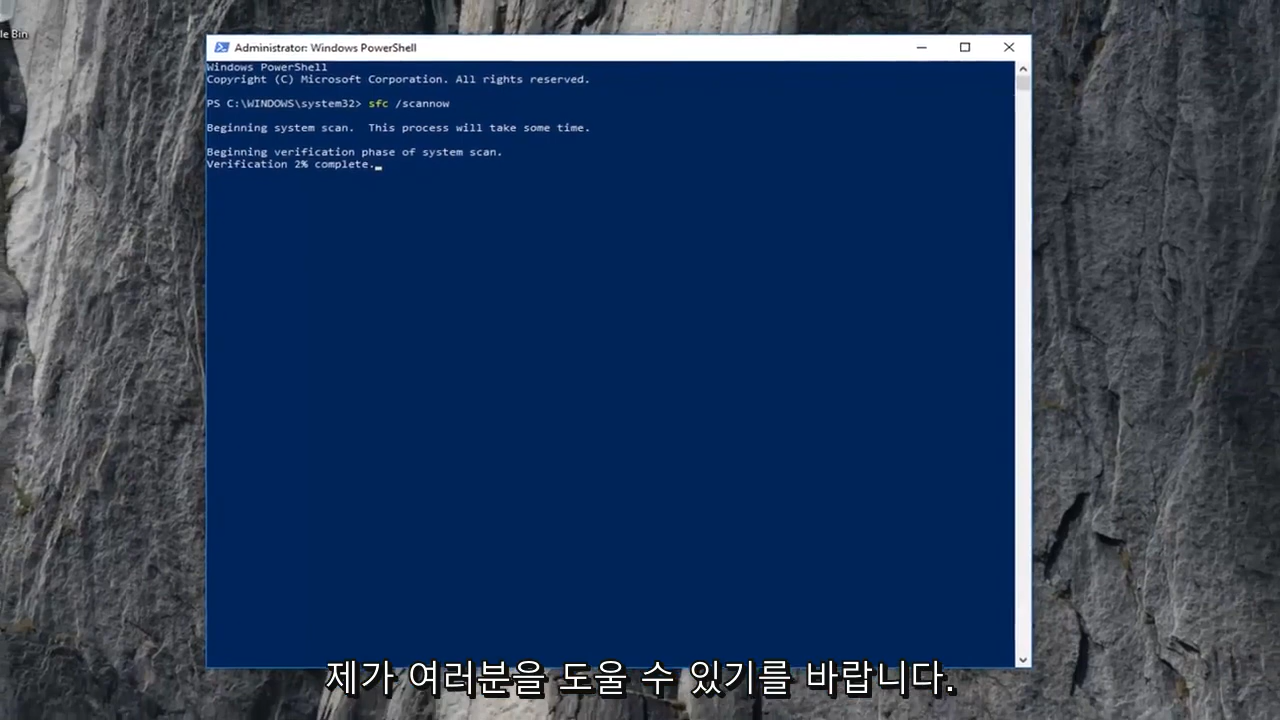 le Bin
Administrator: Windows PowerShell
Windows PowerShell
Copyright (C) Microsoft Corporation. All rights reserved.
PS C:\WINDOWS\system32> sfc /scannow
Beginning system scan.  This process will take some time.
Beginning verification phase of system scan.
Verification 2% complete.
제가 여러분을 도울 수 있기를 바랍니다.